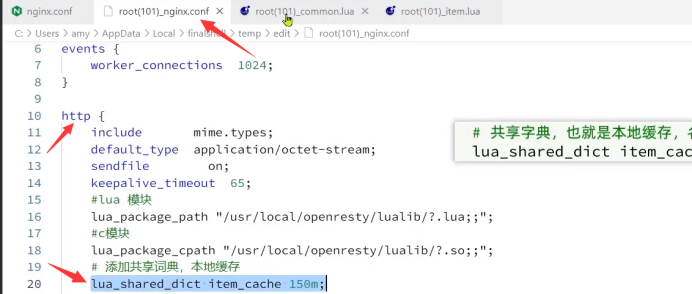 nginx.conf
root(101)_nginx.conf
root(101)_common.lua
root(101)_item.lua
C: > Users > amy > AppData > Local > finalshell > temp > edit > root(101)_nginx.conf
6 events {
7 worker_connections 1024;
8 }
9
10 http {
11 include mime.types;
12 default_type application/octet-stream;
13 sendfile on;
14 keepalive_timeout 65;
15 #lua 模块
16 lua_package_path "/usr/local/openresty/lualib/?.lua;;";
17 #c模块
18 lua_package_cpath "/usr/local/openresty/lualib/?.so;;";
19 # 添加共享词典，本地缓存
20 lua_shared_dict item_cache 150m;
# 共享字典，也就是本地缓存，
lua_shared_dict item_cache